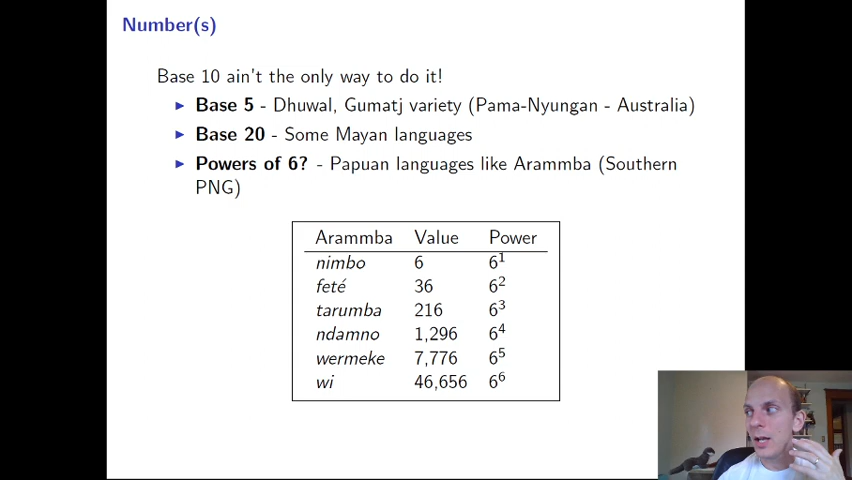 Number(s)
Base 10 ain't the only way to do it!
▶ Base 5 - Dhuwal, Gumatj variety (Pama-Nyungan - Australia)
▶ Base 20 - Some Mayan languages
▶ Powers of 6? - Papuan languages like Arammba (Southern
PNG)
Arammba Value Power
nimbo 6 6¹
feté 36 6²
tarumba 216 6³
ndamno 1,296 6⁴
wermeke 7,776 6⁵
wi 46,656 6⁶